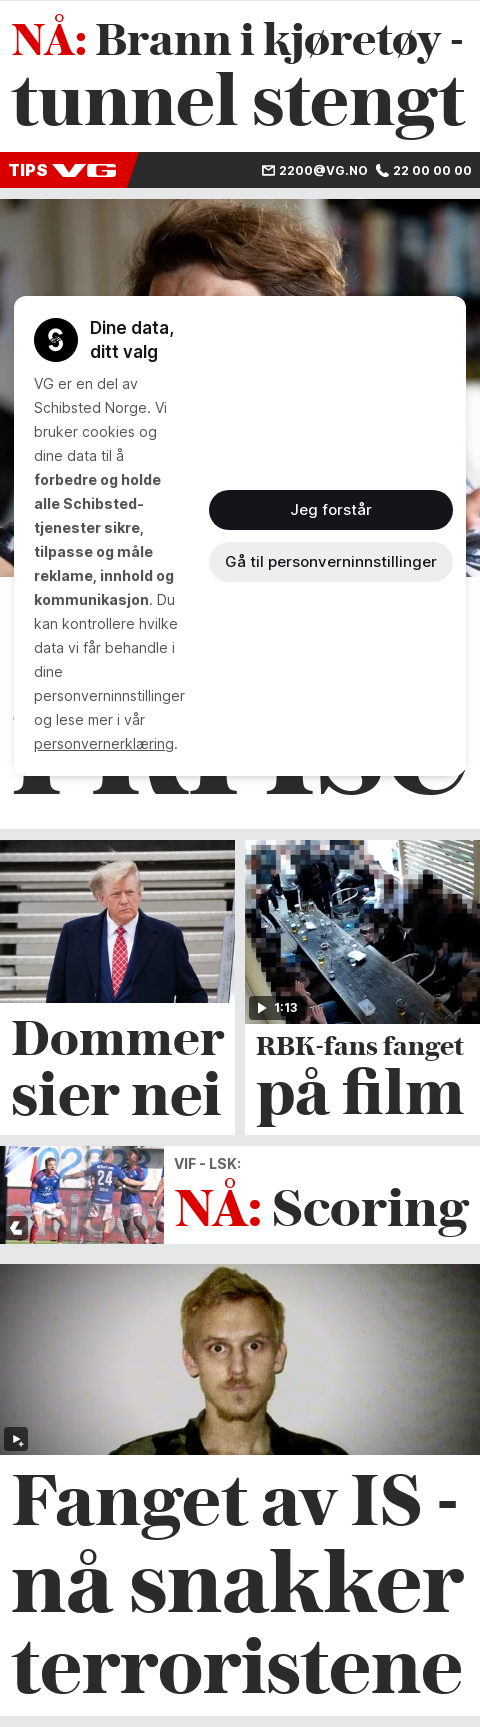 NÅ: Brann i kjøretøy -
tunnel stengt
TIPS VG
2200@VG.NO 22 00 00 00
Dine data,
ditt valg
VG er en del av
Schibsted Norge. Vi
bruker cookies og
dine data til å
forbedre og holde
alle Schibsted-
tjenester sikre,
tilpasse og måle
reklame, innhold og
kommunikasjon. Du
kan kontrollere hvilke
data vi får behandle i
dine
personverninnstillinger
og lese mer i vår
personvernerklæring.
Jeg forstår
Gå til personverninnstillinger
Dommer
sier nei
1:13
RBK-fans fanget
på film
VIF - LSK:
NÅ: Scoring
24
Fanget av IS -
nå snakker
terroristene